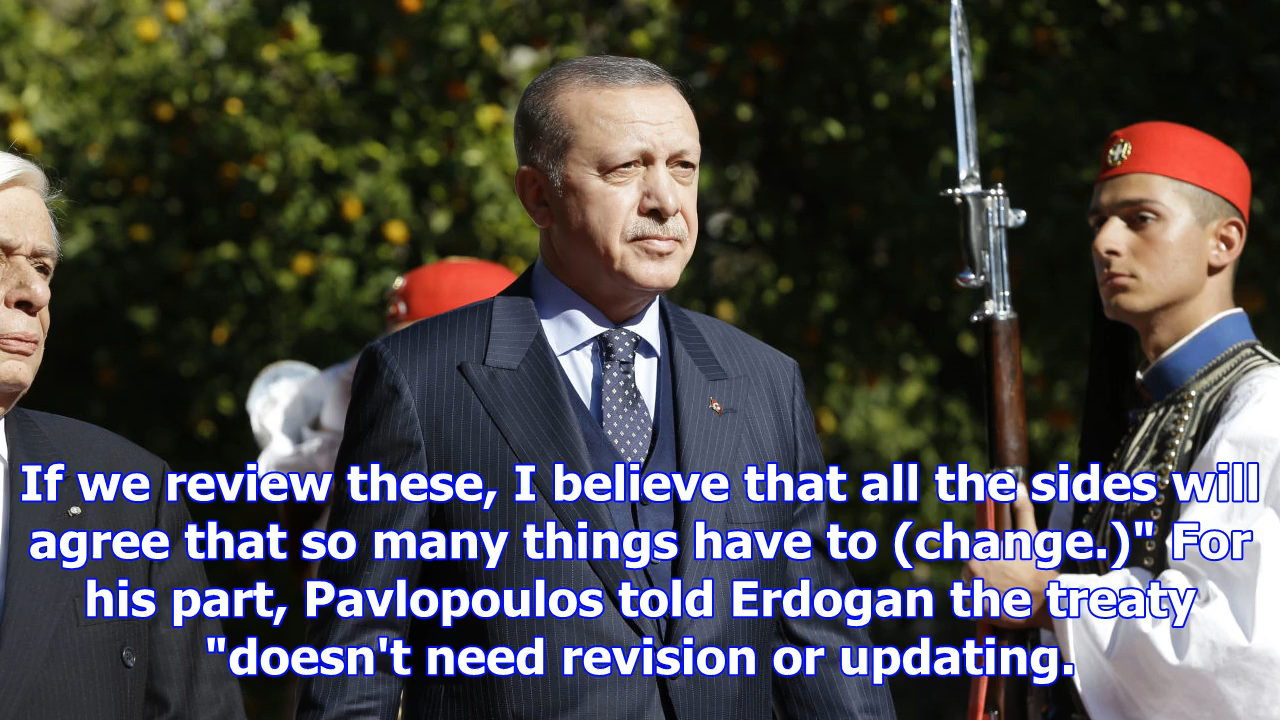 If we review these, I believe that all the sides will
agree that so many things have to (change.)" For
his part, Pavlopoulos told Erdogan the treaty
"doesn't need revision or updating.